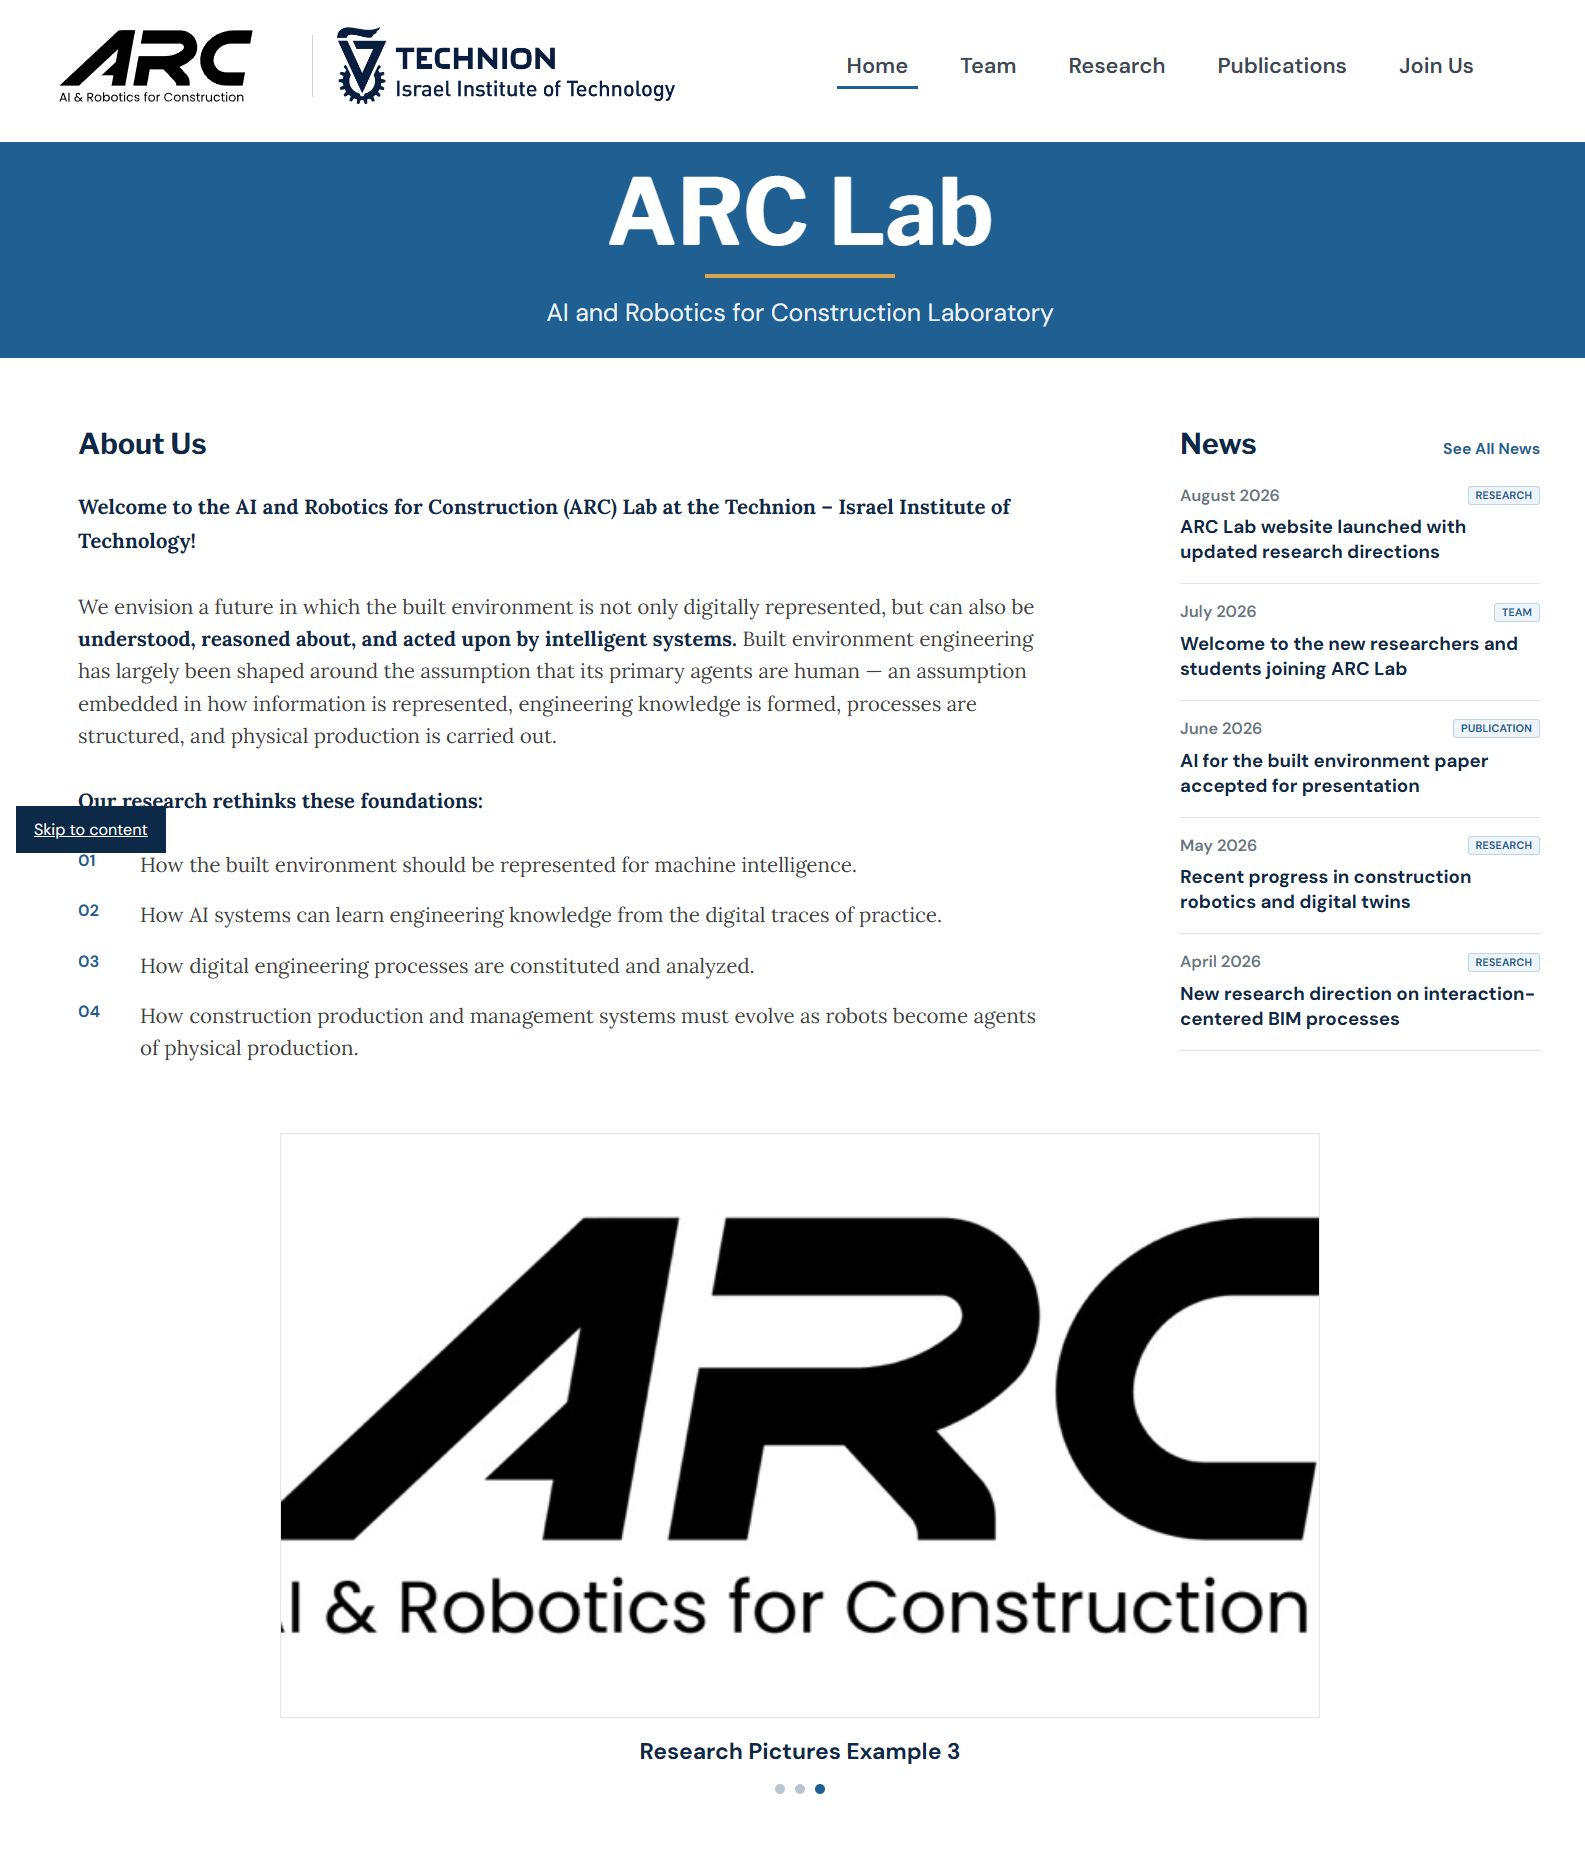 ARC
AI & Robotics for Construction
TECHNION
Israel Institute of Technology
Home
Team
Research
Publications
Join Us
ARC Lab
AI and Robotics for Construction Laboratory
About Us
Welcome to the AI and Robotics for Construction (ARC) Lab at the Technion – Israel Institute of
Technology!
We envision a future in which the built environment is not only digitally represented, but can also be
understood, reasoned about, and acted upon by intelligent systems. Built environment engineering
has largely been shaped around the assumption that its primary agents are human — an assumption
embedded in how information is represented, engineering knowledge is formed, processes are
structured, and physical production is carried out.
Our research rethinks these foundations:
Skip to content
01 How the built environment should be represented for machine intelligence.
02 How AI systems can learn engineering knowledge from the digital traces of practice.
03 How digital engineering processes are constituted and analyzed.
04 How construction production and management systems must evolve as robots become agents
of physical production.
News
See All News
August 2026 RESEARCH
ARC Lab website launched with
updated research directions
July 2026 TEAM
Welcome to the new researchers and
students joining ARC Lab
June 2026 PUBLICATION
AI for the built environment paper
accepted for presentation
May 2026 RESEARCH
Recent progress in construction
robotics and digital twins
April 2026 RESEARCH
New research direction on interaction-
centered BIM processes
ARC
AI & Robotics for Construction
Research Pictures Example 3